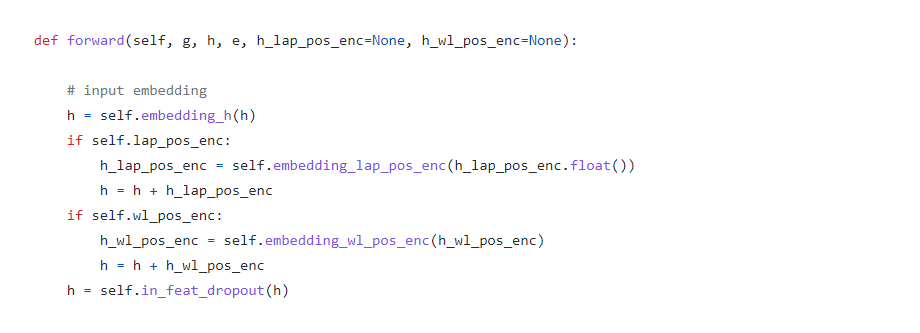 def forward(self, g, h, e, h_lap_pos_enc=None, h_wl_pos_enc=None):
# input embedding
h = self.embedding_h(h)
if self.lap_pos_enc:
h_lap_pos_enc = self.embedding_lap_pos_enc(h_lap_pos_enc.float())
h = h + h_lap_pos_enc
if self.wl_pos_enc:
h_wl_pos_enc = self.embedding_wl_pos_enc(h_wl_pos_enc)
h = h + h_wl_pos_enc
h = self.in_feat_dropout(h)